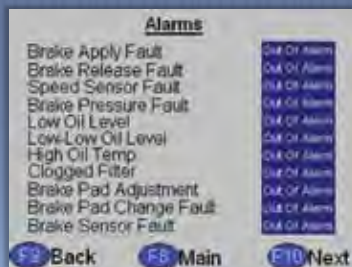 Alarms
Brake Apply Fault Out Of Alarm
Brake Release Fault Out Of Alarm
Speed Sensor Fault Out Of Alarm
Brake Pressure Fault Out Of Alarm
Low Oil Level Out Of Alarm
Low-Low Oil Level Out Of Alarm
High Oil Temp Out Of Alarm
Clogged Filter Out Of Alarm
Brake Pad Adjustment Out Of Alarm
Brake Pad Change Fault Out Of Alarm
Brake Sensor Fault Out Of Alarm
F9 Back F8 Main F10 Next